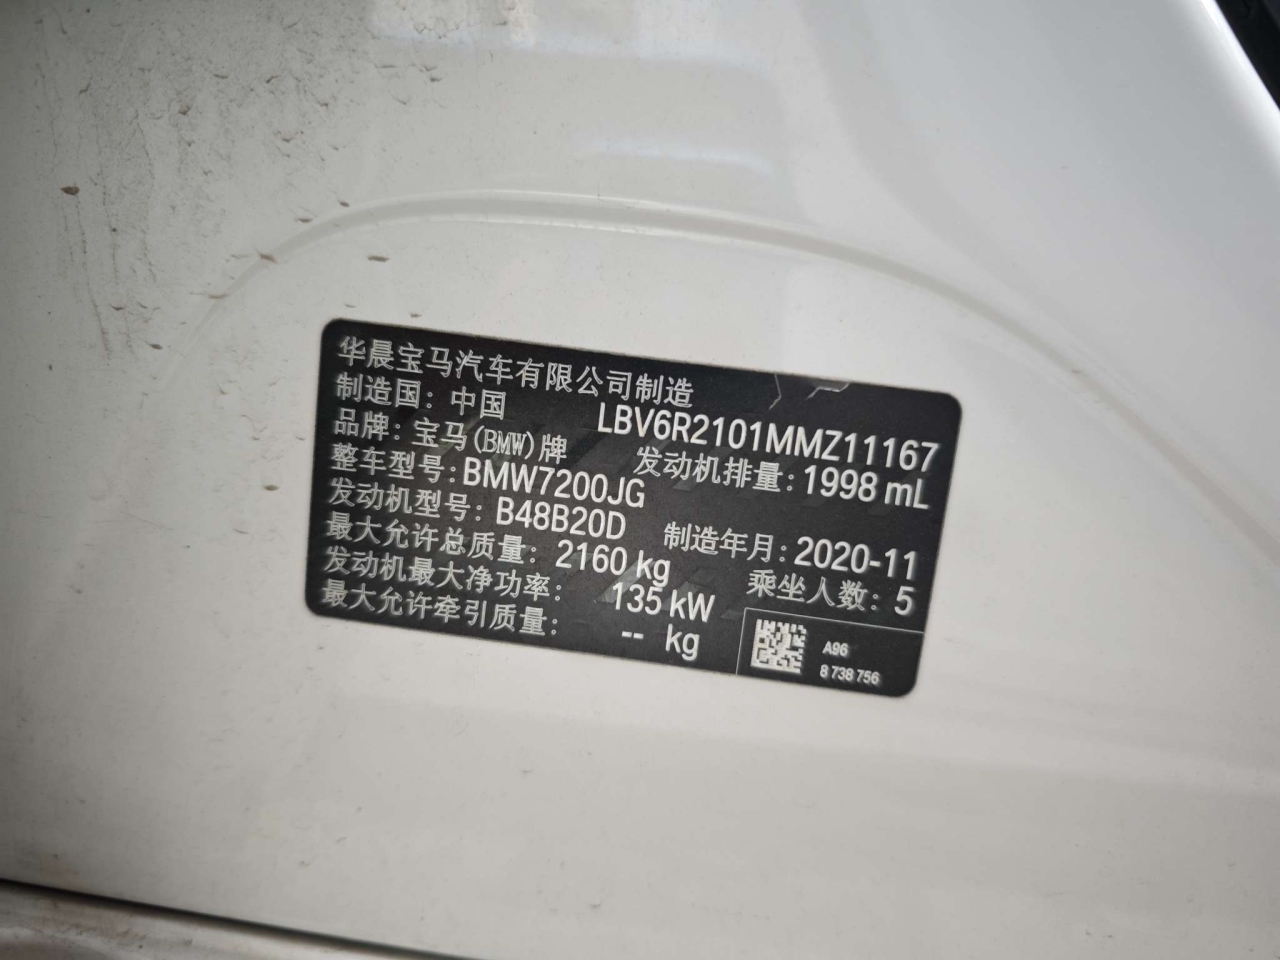 华晨宝马汽车有限公司制造
制造国: 中国
LBV6R2101MMZ11167
品牌: 宝马(BMW)牌
发动机排量: 1998 mL
整车型号: BMW7200JG
发动机型号: B48B20D
制造年月: 2020-11
最大允许总质量: 2160 kg
乘坐人数: 5
发动机最大净功率: 135 kW
最大允许牵引质量: -- kg
A96
8 738 756